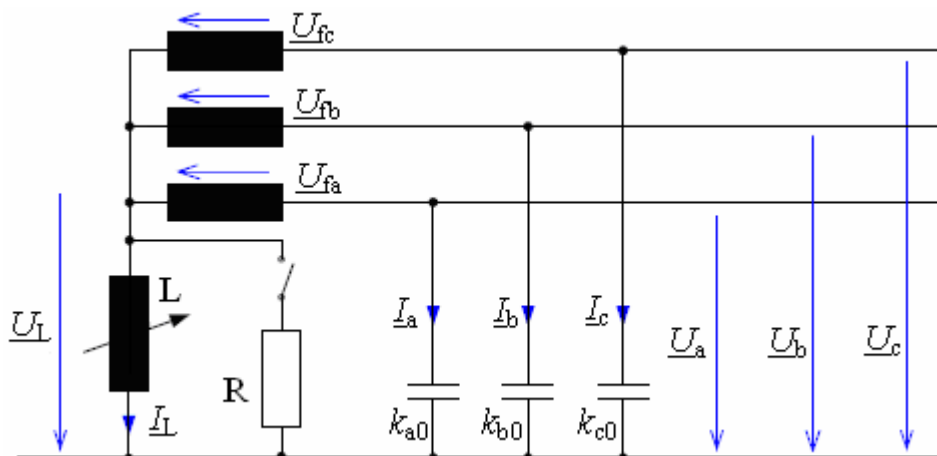 U_fc
U_fb
U_fa
L
U_L
I_L
R
I_a
I_b
I_c
k_a0
k_b0
k_c0
U_a
U_b
U_c